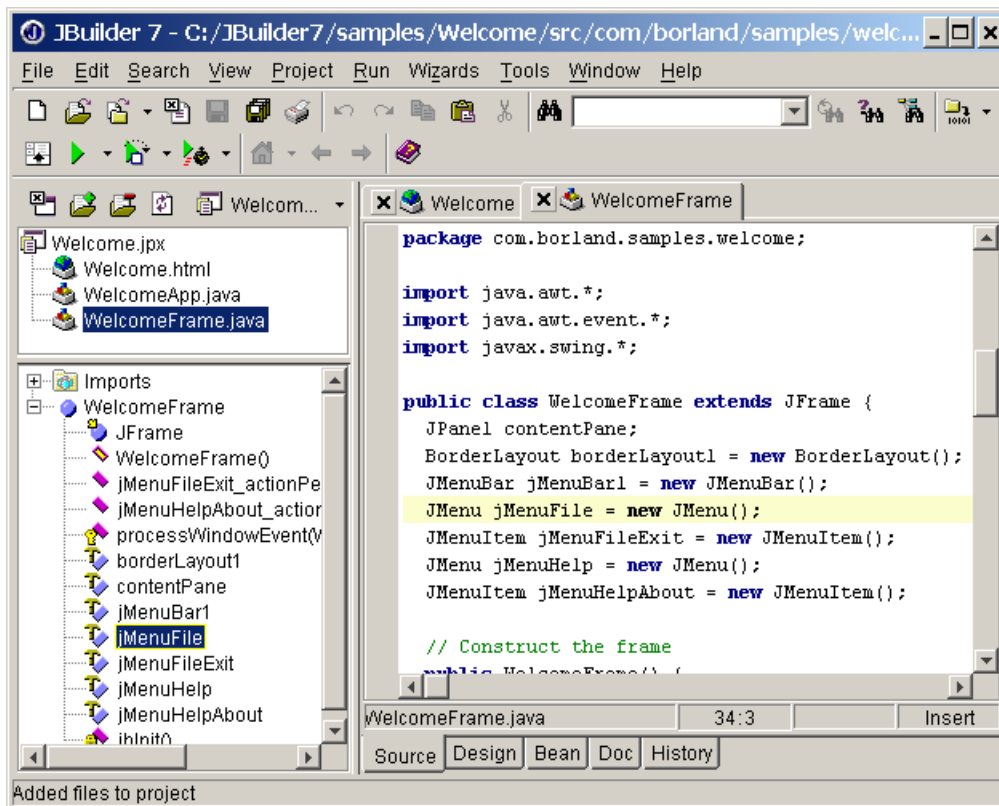 JBuilder 7 - C:/JBuilder7/samples/Welcome/src/com/borland/samples/welc...
File Edit Search View Project Run Wizards Tools Window Help
Welcom...
Welcome.jpx
Welcome.html
WelcomeApp.java
WelcomeFrame.java
Imports
WelcomeFrame
JFrame
WelcomeFrame()
jMenuFileExit_actionPe
jMenuHelpAbout_action
processWindowEvent(W
borderLayout1
contentPane
jMenuBar1
jMenuFile
jMenuFileExit
jMenuHelp
jMenuHelpAbout
jbInit()
Welcome WelcomeFrame
package com.borland.samples.welcome;
import java.awt.*;
import java.awt.event.*;
import javax.swing.*;
public class WelcomeFrame extends JFrame {
JPanel contentPane;
BorderLayout borderLayout1 = new BorderLayout();
JMenuBar jMenuBar1 = new JMenuBar();
JMenu jMenuFile = new JMenu();
JMenuItem jMenuFileExit = new JMenuItem();
JMenu jMenuHelp = new JMenu();
JMenuItem jMenuHelpAbout = new JMenuItem();
// Construct the frame
public WelcomeFrame() {
WelcomeFrame.java 34:3 Insert
Source Design Bean Doc History
Added files to project